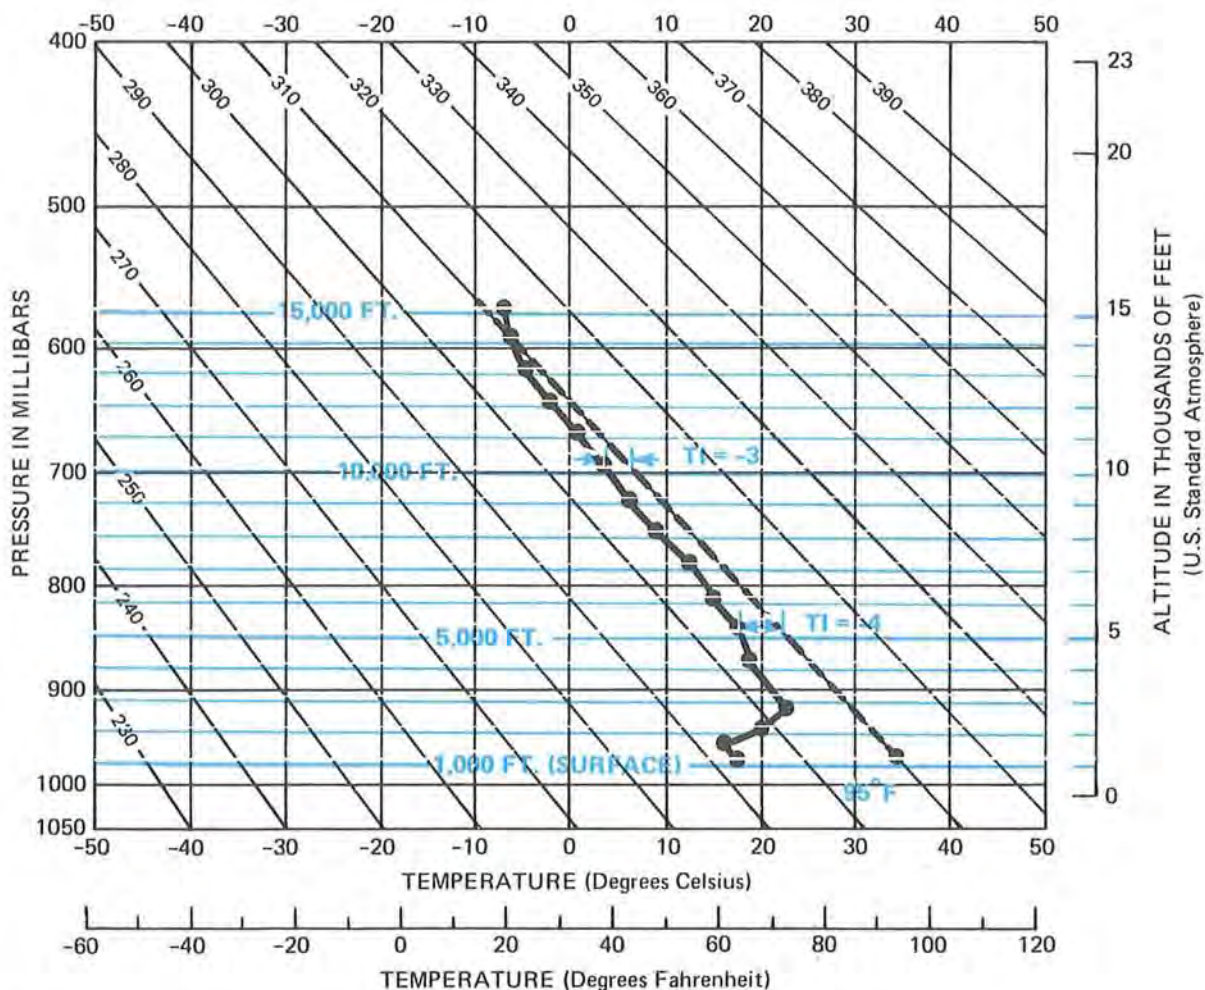 -50 -40 -30 -20 -10 0 10 20 30 40 50
400
500
600
700
800
900
1000
1050
PRESSURE IN MILLIBARS
290 300 310 320 330 340 350 360 370 380 390
280
270
260
250
240
230
15,000 FT.
10,000 FT.
TI = -3
5,000 FT.
TI = -4
1,000 FT. (SURFACE)
95°F
23
20
15
10
5
0
ALTITUDE IN THOUSANDS OF FEET
(U.S. Standard Atmosphere)
-50 -40 -30 -20 -10 0 10 20 30 40 50
TEMPERATURE (Degrees Celsius)
-60 -40 -20 0 20 40 60 80 100 120
TEMPERATURE (Degrees Fahrenheit)